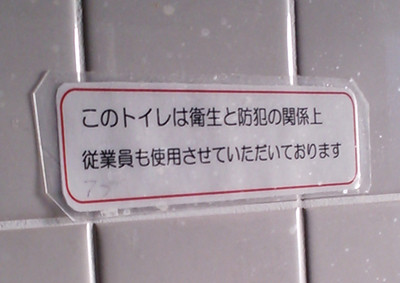 このトイレは衛生と防犯の関係上
従業員も使用させていただいております